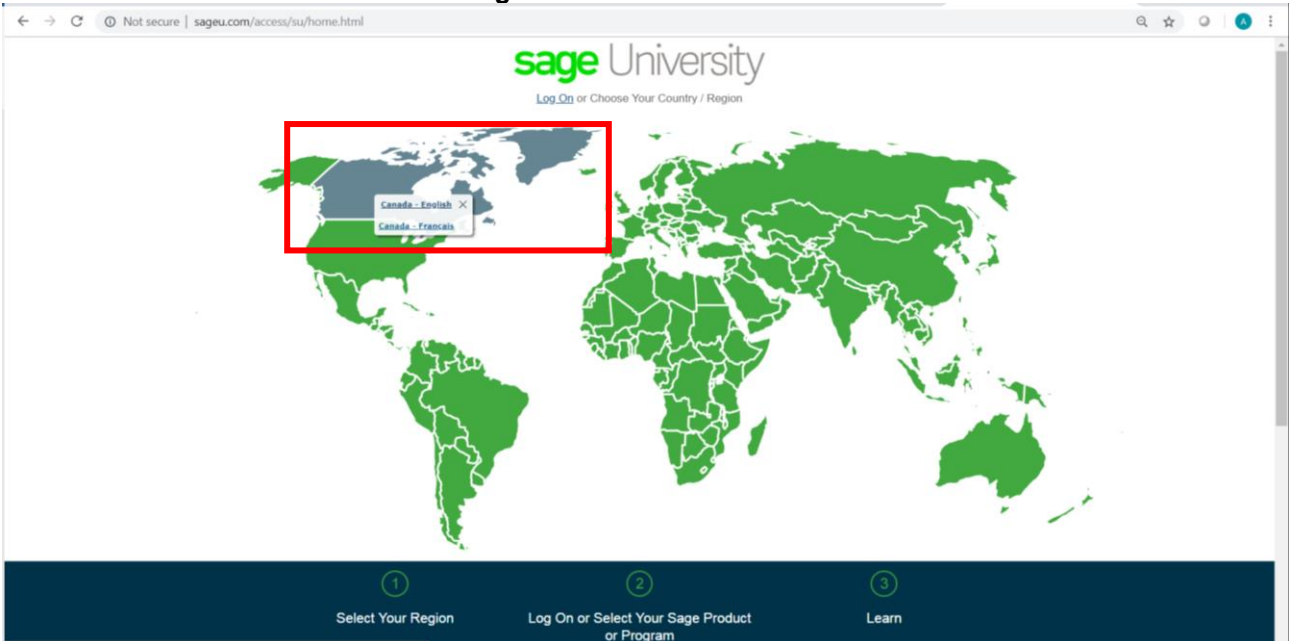 Not secure | sageu.com/access/su/home.html
A
sage University
Log On or Choose Your Country / Region
Canada - English
Canada - Francais
1
Select Your Region
2
Log On or Select Your Sage Product
or Program
3
Learn